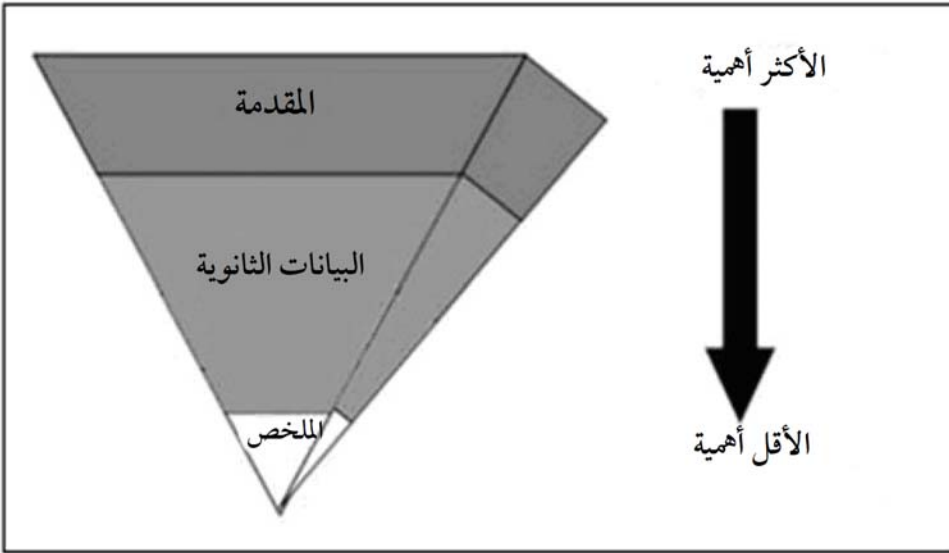 الأكثر أهمية
المقدمة
البيانات الثانوية
الملخص
الأقل أهمية